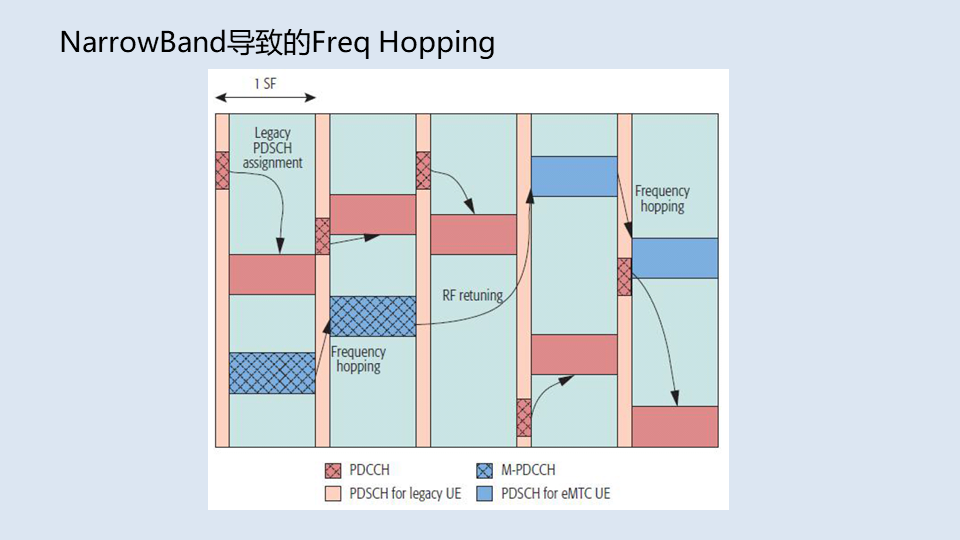 NarrowBand导致的Freq Hopping
1 SF
Legacy
PDSCH
assignment
Frequency
hopping
RF retuning
Frequency
hopping
PDCCH
M-PDCCH
PDSCH for legacy UE
PDSCH for eMTC UE